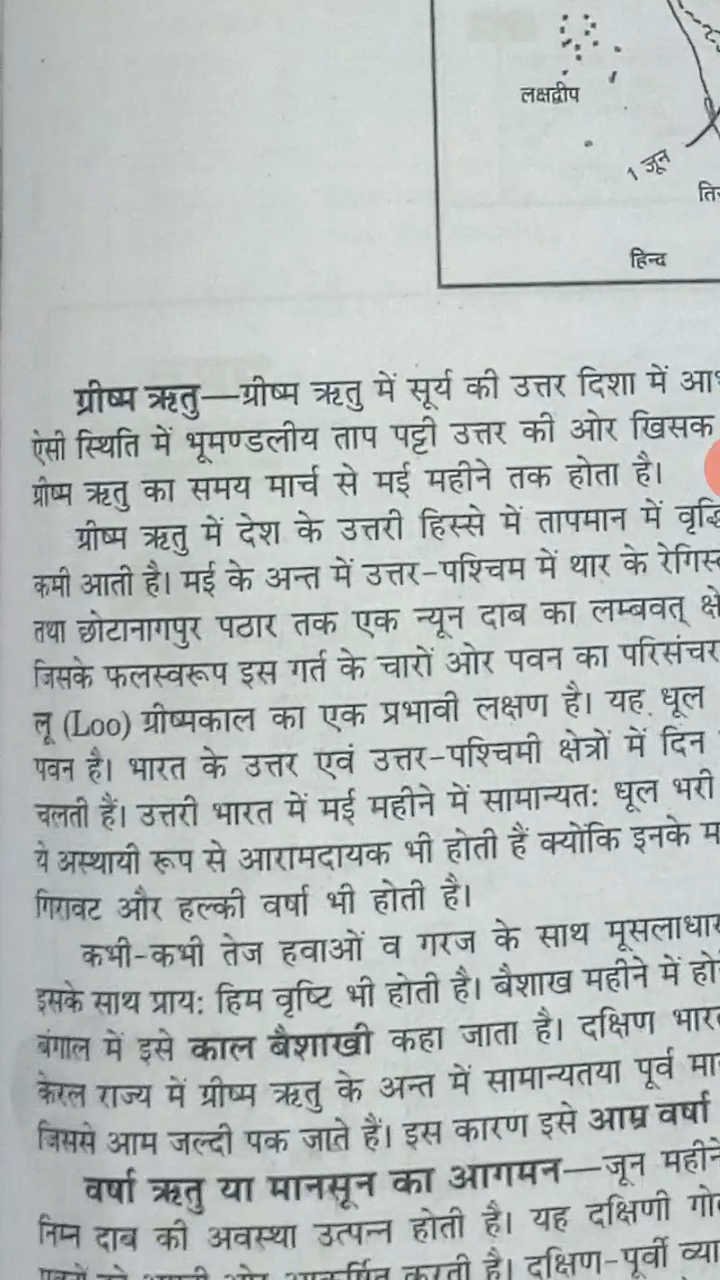 लक्षद्वीप
1 जून
हिन्द
ग्रीष्म ऋतु—ग्रीष्म ऋतु में सूर्य की उत्तर दिशा में
ऐसी स्थिति में भूमण्डलीय ताप पट्टी उत्तर की ओर खिसक
ग्रीष्म ऋतु का समय मार्च से मई महीने तक होता है।
ग्रीष्म ऋतु में देश के उत्तरी हिस्से में तापमान में
कमी आती है। मई के अन्त में उत्तर-पश्चिम में थार के
तथा छोटानागपुर पठार तक एक न्यून दाब का लम्बवत्
जिसके फलस्वरूप इस गर्त के चारों ओर पवन का
लू (Loo) ग्रीष्मकाल का एक प्रभावी लक्षण है। यह धूल
पवन है। भारत के उत्तर एवं उत्तर-पश्चिमी क्षेत्रों में दिन
चलती हैं। उत्तरी भारत में मई महीने में सामान्यतः धूल भरी
ये अस्थायी रूप से आरामदायक भी होती हैं क्योंकि इनके
गिरावट और हल्की वर्षा भी होती है।
कभी-कभी तेज हवाओं व गरज के साथ
इसके साथ प्रायः हिम वृष्टि भी होती है। बैशाख महीने में
बंगाल में इसे काल बैशाखी कहा जाता है। दक्षिण
केरल राज्य में ग्रीष्म ऋतु के अन्त में सामान्यतया पूर्व
जिससे आम जल्दी पक जाते हैं। इस कारण इसे आम्र वर्षा
वर्षा ऋतु या मानसून का आगमन—जून
निम्न दाब की अवस्था उत्पन्न होती है। यह दक्षिणी
करती है। दक्षिण-पूर्वी